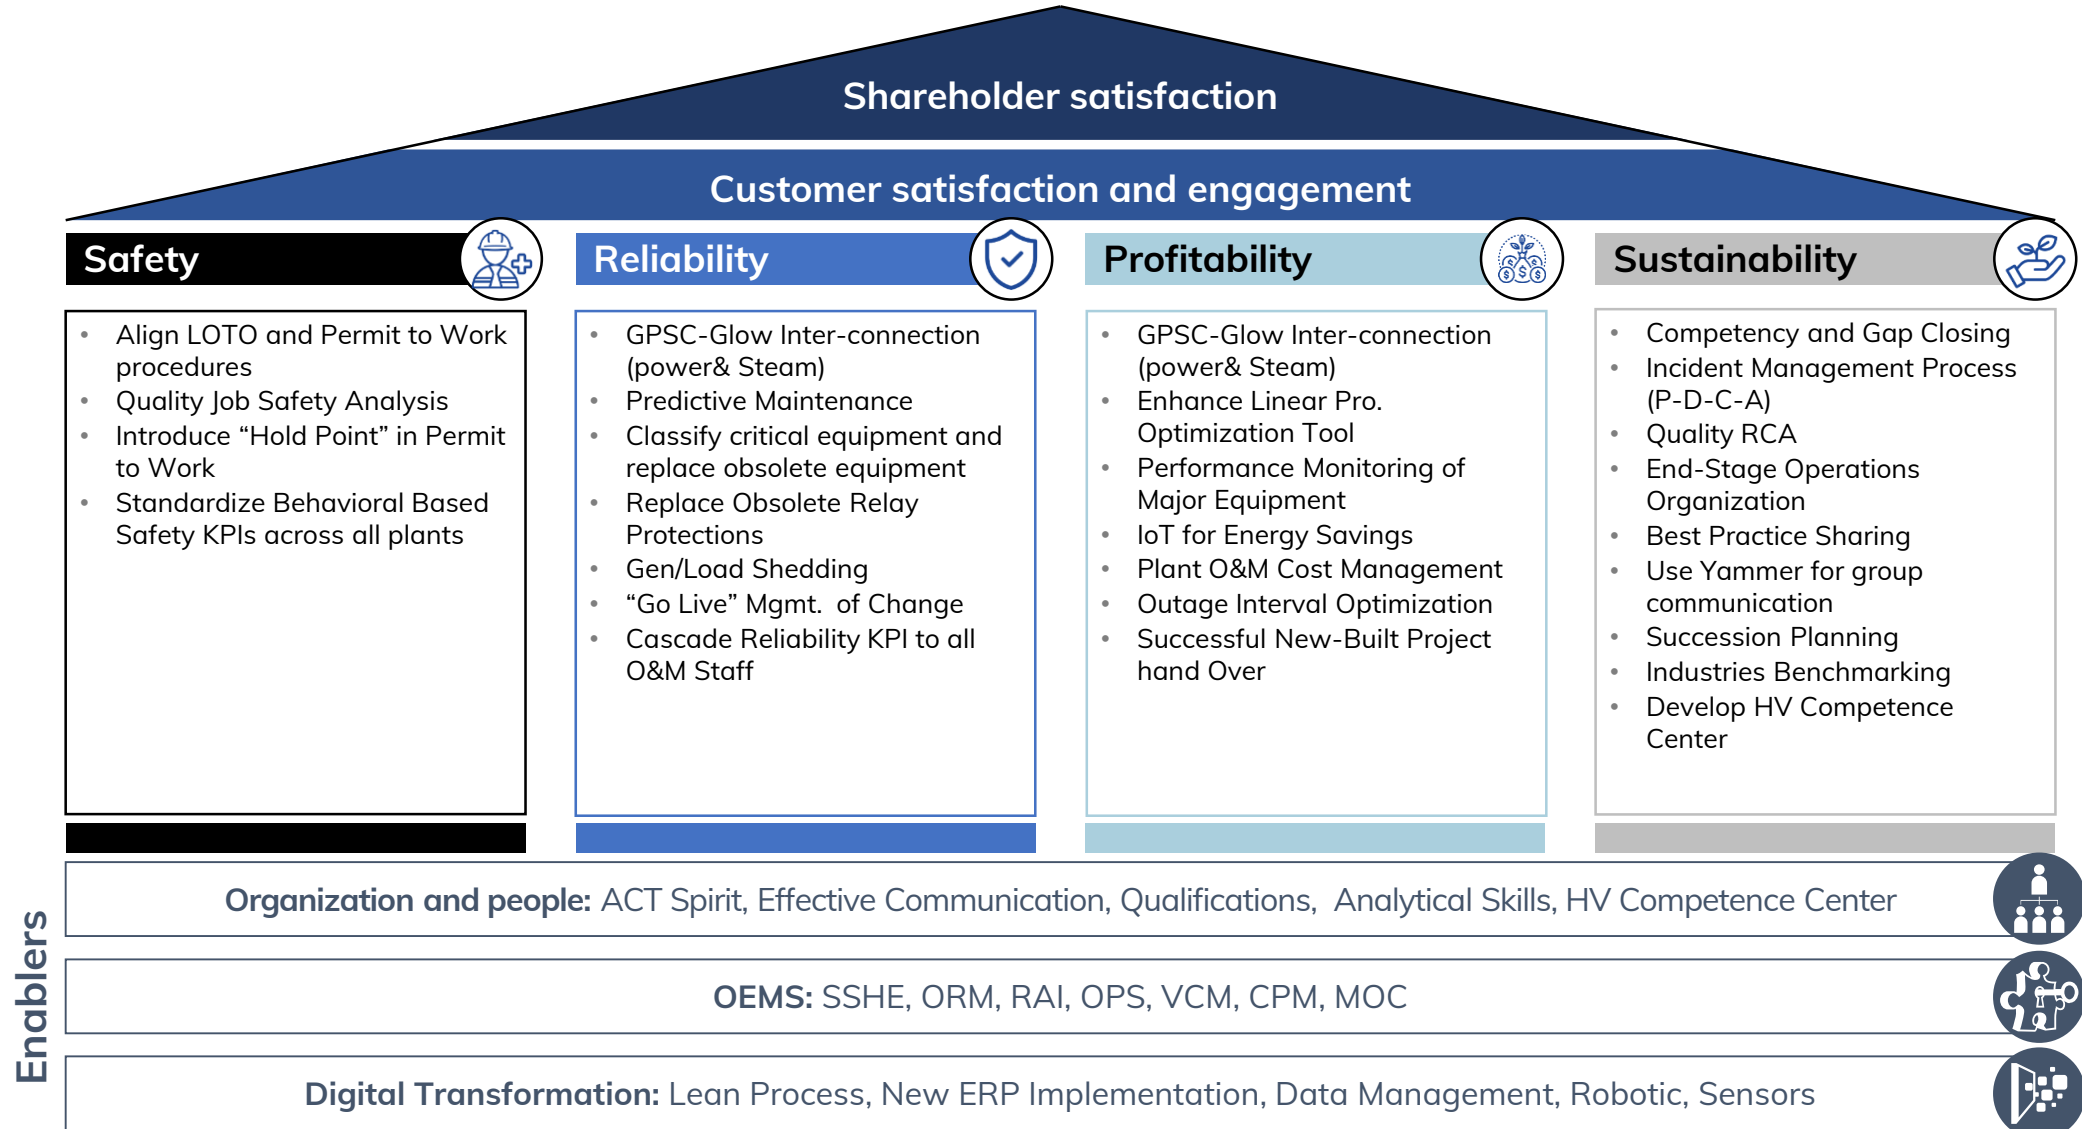 Shareholder satisfaction
Customer satisfaction and engagement
Safety
• Align LOTO and Permit to Work
procedures
• Quality Job Safety Analysis
• Introduce “Hold Point” in Permit
to Work
• Standardize Behavioral Based
Safety KPIs across all plants
Reliability
• GPSC-Glow Inter-connection
(power& Steam)
• Predictive Maintenance
• Classify critical equipment and
replace obsolete equipment
• Replace Obsolete Relay
Protections
• Gen/Load Shedding
• “Go Live” Mgmt.  of Change
• Cascade Reliability KPI to all
O&M Staff
Profitability
• GPSC-Glow Inter-connection
(power& Steam)
• Enhance Linear Pro.
Optimization Tool
• Performance Monitoring of
Major Equipment
• IoT for Energy Savings
• Plant O&M Cost Management
• Outage Interval Optimization
• Successful New-Built Project
hand Over
Sustainability
• Competency and Gap Closing
• Incident Management Process
(P-D-C-A)
• Quality RCA
• End-Stage Operations
Organization
• Best Practice Sharing
• Use Yammer for group
communication
• Succession Planning
• Industries Benchmarking
• Develop HV Competence
Center
Enablers
Organization and people: ACT Spirit, Effective Communication, Qualifications,  Analytical Skills, HV Competence Center
OEMS: SSHE, ORM, RAI, OPS, VCM, CPM, MOC
Digital Transformation: Lean Process, New ERP Implementation, Data Management, Robotic, Sensors